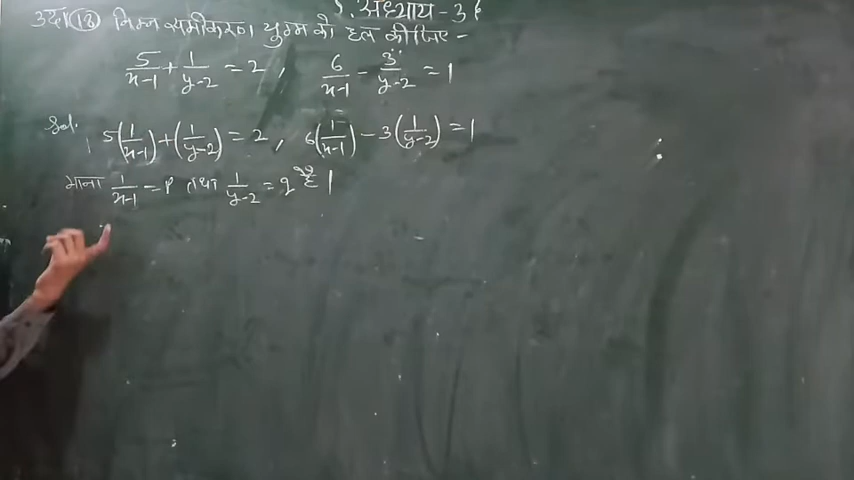 अध्याय - 3
उदा (18) निम्न समीकरण युग्म को हल कीजिए -
5/(x-1) + 1/(y-2) = 2 , 6/(x-1) - 3/(y-2) = 1
Sol. 5(1/(x-1)) + (1/(y-2)) = 2 , 6(1/(x-1)) - 3(1/(y-2)) = 1
माना 1/(x-1) = P तथा 1/(y-2) = q है ।